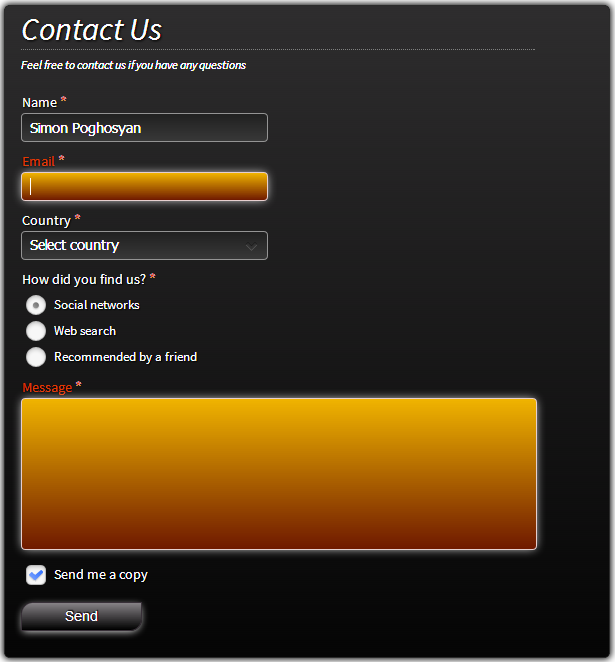 Contact Us
Feel free to contact us if you have any questions
Name *
Simon Poghosyan
Email *
Country *
Select country
How did you find us? *
Social networks
Web search
Recommended by a friend
Message *
Send me a copy
Send